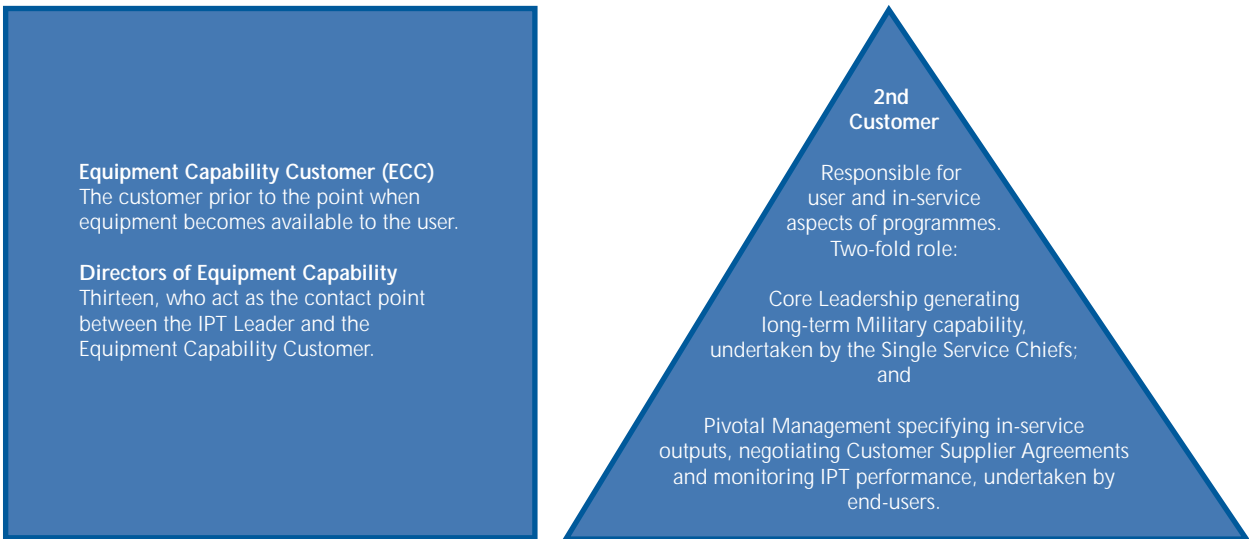 Equipment Capability Customer (ECC)
The customer prior to the point when
equipment becomes available to the user.
Directors of Equipment Capability
Thirteen, who act as the contact point
between the IPT Leader and the
Equipment Capability Customer.
2nd
Customer
Responsible for
user and in-service
aspects of programmes.
Two-fold role:
Core Leadership generating
long-term Military capability,
undertaken by the Single Service Chiefs;
and
Pivotal Management specifying in-service
outputs, negotiating Customer Supplier Agreements
and monitoring IPT performance, undertaken by
end-users.